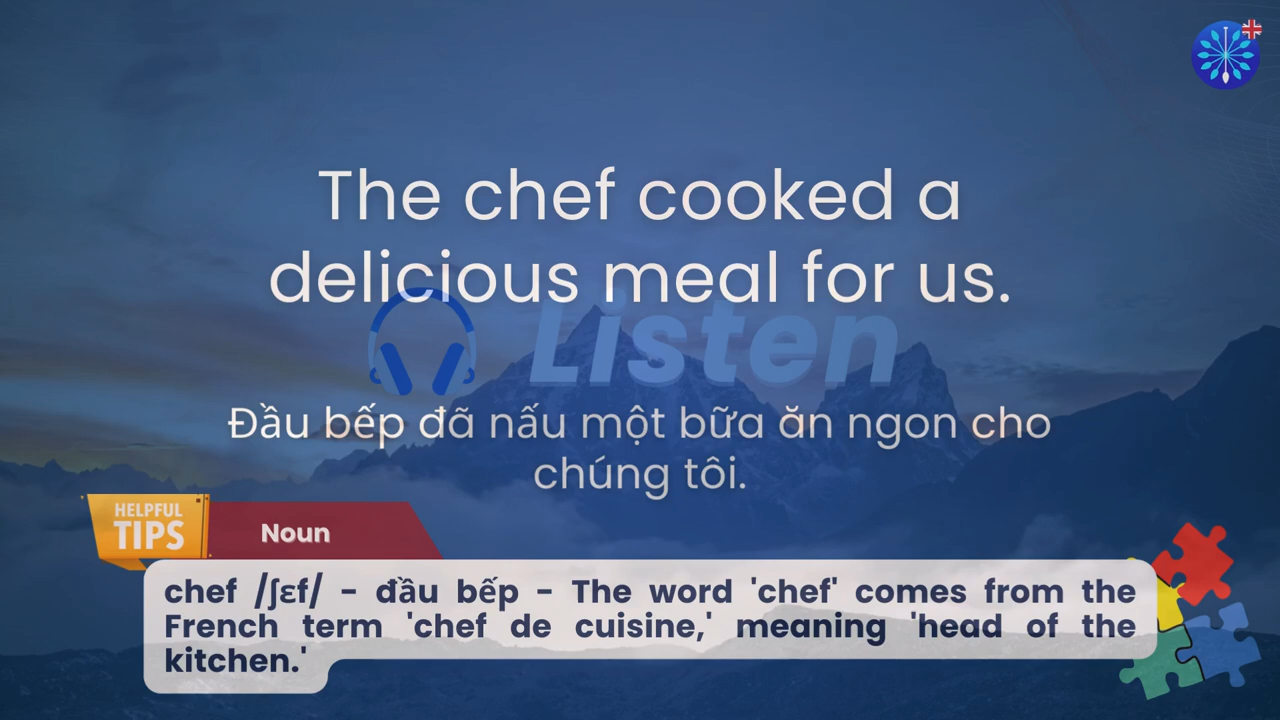 The chef cooked a
delicious meal for us.
Listen
Đầu bếp đã nấu một bữa ăn ngon cho
chúng tôi.
HELPFUL
TIPS
Noun
chef /ʃɛf/ - đầu bếp - The word 'chef' comes from the
French term 'chef de cuisine,' meaning 'head of the
kitchen.'